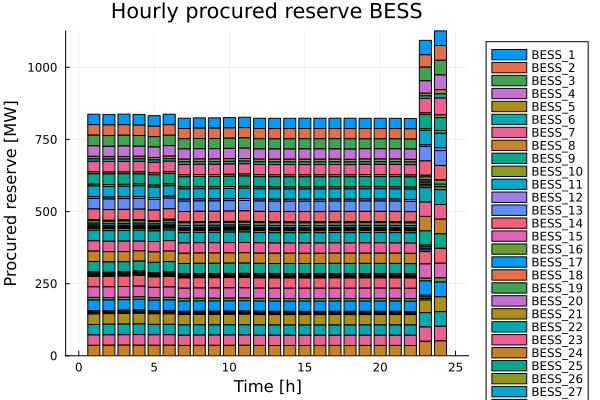 Hourly procured reserve BESS
Procured reserve [MW]
1000
750
500
250
0
0 5 10 15 20 25
Time [h]
BESS_1
BESS_2
BESS_3
BESS_4
BESS_5
BESS_6
BESS_7
BESS_8
BESS_9
BESS_10
BESS_11
BESS_12
BESS_13
BESS_14
BESS_15
BESS_16
BESS_17
BESS_18
BESS_19
BESS_20
BESS_21
BESS_22
BESS_23
BESS_24
BESS_25
BESS_26
BESS_27